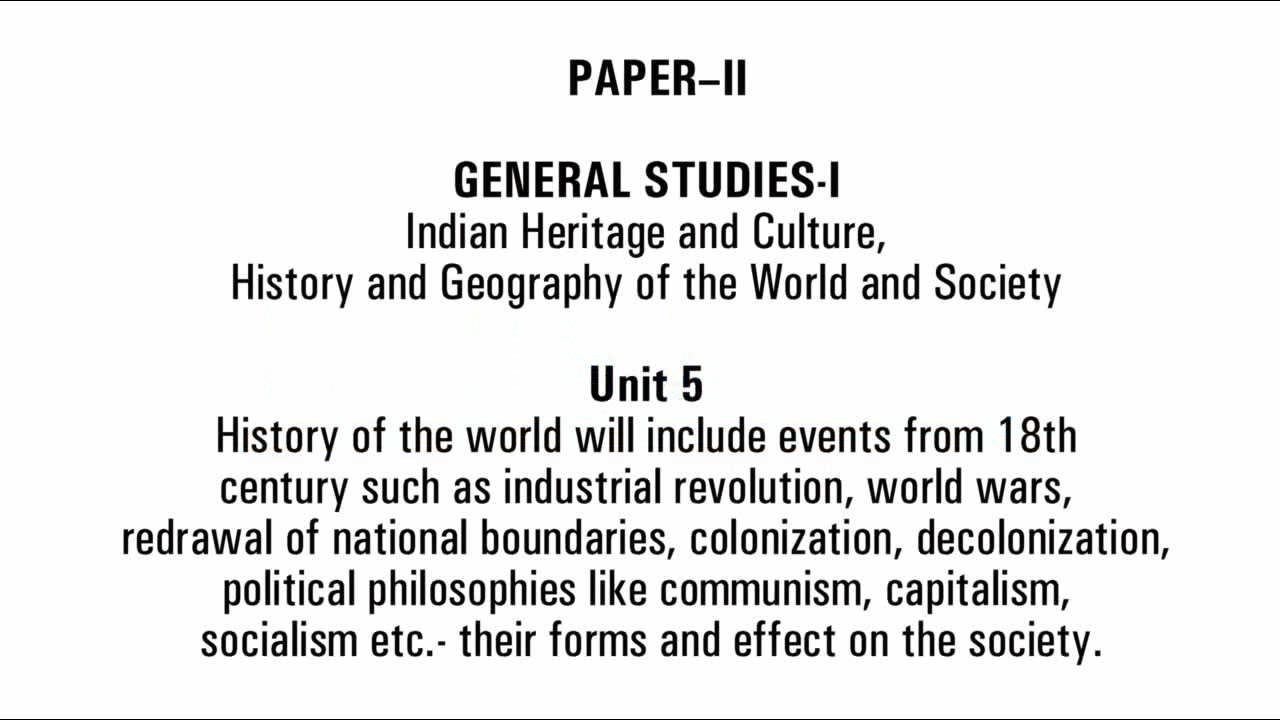 PAPER–II
GENERAL STUDIES-I
Indian Heritage and Culture,
History and Geography of the World and Society
Unit 5
History of the world will include events from 18th
century such as industrial revolution, world wars,
redrawal of national boundaries, colonization, decolonization,
political philosophies like communism, capitalism,
socialism etc.- their forms and effect on the society.